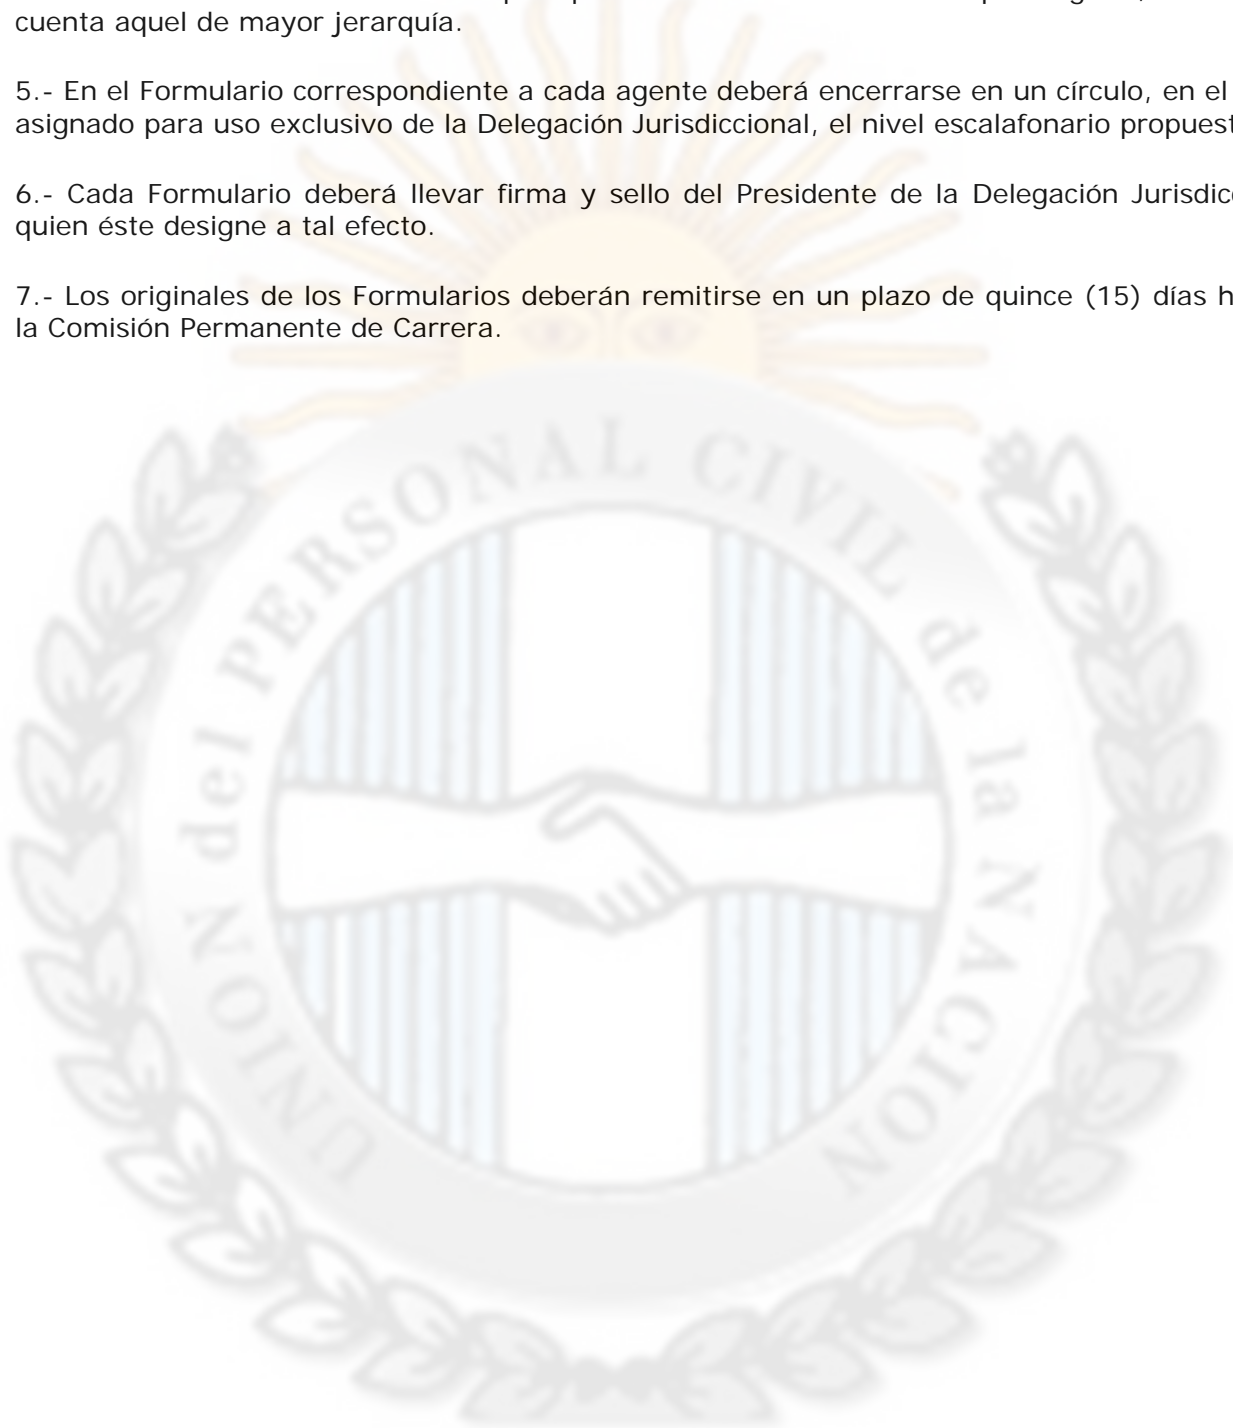 cuenta aquel de mayor jerarquía.
5.- En el Formulario correspondiente a cada agente deberá encerrarse en un círculo, en el
asignado para uso exclusivo de la Delegación Jurisdiccional, el nivel escalafonario propuest
6.- Cada Formulario deberá llevar firma y sello del Presidente de la Delegación Jurisdic
quien éste designe a tal efecto.
7.- Los originales de los Formularios deberán remitirse en un plazo de quince (15) días h
la Comisión Permanente de Carrera.
UNION del PERSONAL CIVIL de la NACION